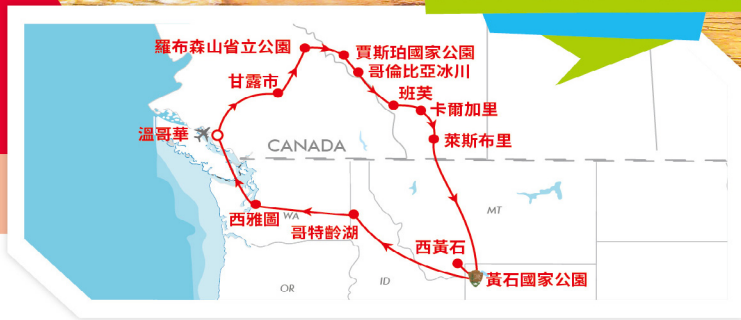 羅布森山省立公園
賈斯珀國家公園
哥倫比亞冰川
甘露市
班芙
卡爾加里
溫哥華
CANADA
萊斯布里
西雅圖
WA
哥特齡湖
MT
西黃石
黃石國家公園
OR
ID